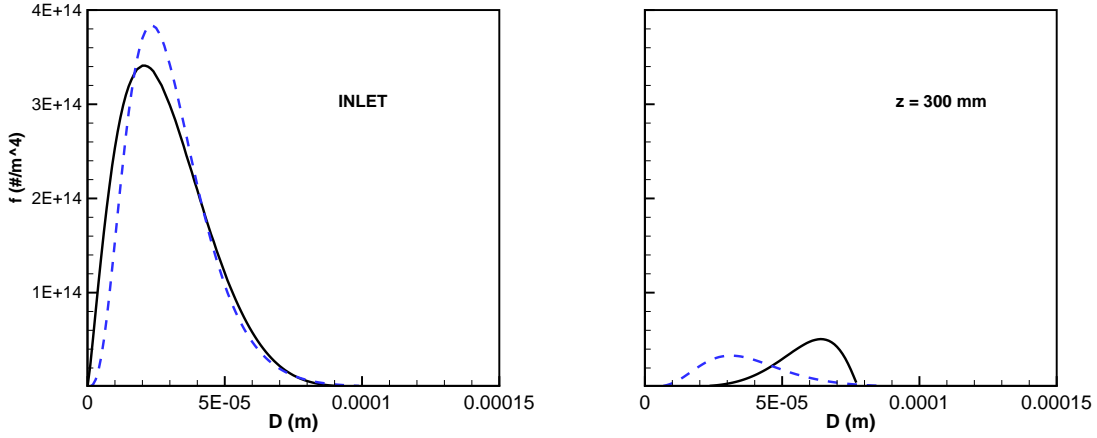 4E+14
3E+14
2E+14
1E+14
f (#/m^4)
INLET
0 5E-05 0.0001 0.00015
D (m)
z = 300 mm
0 5E-05 0.0001 0.00015
D (m)